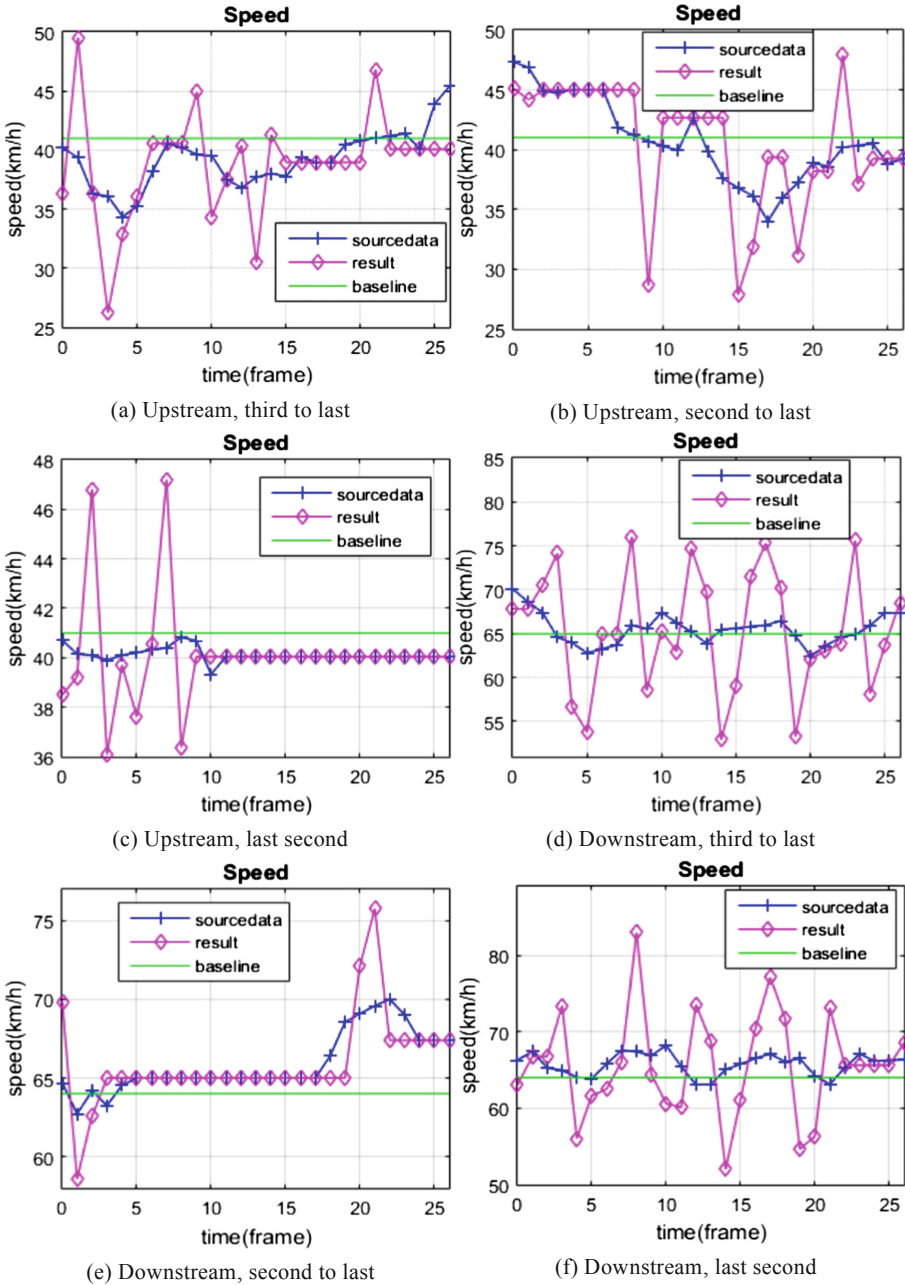 Speed
50
45
40
35
30
25
speed(km/h)
sourcedata
result
baseline
0 5 10 15 20 25
time(frame)
(a) Upstream, third to last
Speed
50
45
40
35
30
25
speed(km/h)
sourcedata
result
baseline
0 5 10 15 20 25
time(frame)
(b) Upstream, second to last
Speed
48
46
44
42
40
38
36
speed(km/h)
sourcedata
result
baseline
0 5 10 15 20 25
time(frame)
(c) Upstream, last second
Speed
85
80
75
70
65
60
55
speed(km/h)
sourcedata
result
baseline
0 5 10 15 20 25
time(frame)
(d) Downstream, third to last
Speed
75
70
65
60
speed(km/h)
sourcedata
result
baseline
0 5 10 15 20 25
time(frame)
(e) Downstream, second to last
Speed
80
70
60
50
speed(km/h)
sourcedata
result
baseline
0 5 10 15 20 25
time(frame)
(f) Downstream, last second